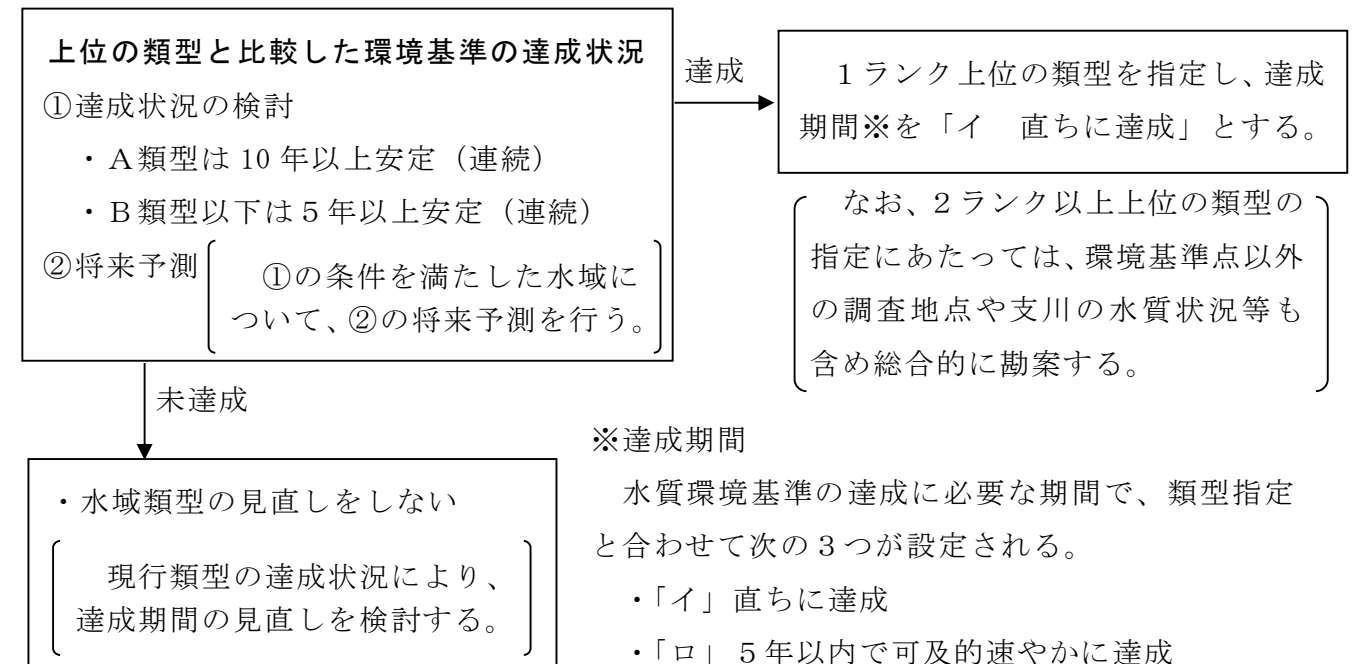 上位の類型と比較した環境基準の達成状況
①達成状況の検討
・A類型は 10 年以上安定（連続）
・B類型以下は５年以上安定（連続）
②将来予測
①の条件を満たした水域に
ついて、②の将来予測を行う。
達成
１ランク上位の類型を指定し、達成
期間※を「イ　直ちに達成」とする。
なお、２ランク以上上位の類型の
指定にあたっては、環境基準点以外
の調査地点や支川の水質状況等も
含め総合的に勘案する。
未達成
・水域類型の見直しをしない
現行類型の達成状況により、
達成期間の見直しを検討する。
※達成期間
水質環境基準の達成に必要な期間で、類型指定
と合わせて次の３つが設定される。
・「イ」直ちに達成
・「ロ」５年以内で可及的速やかに達成